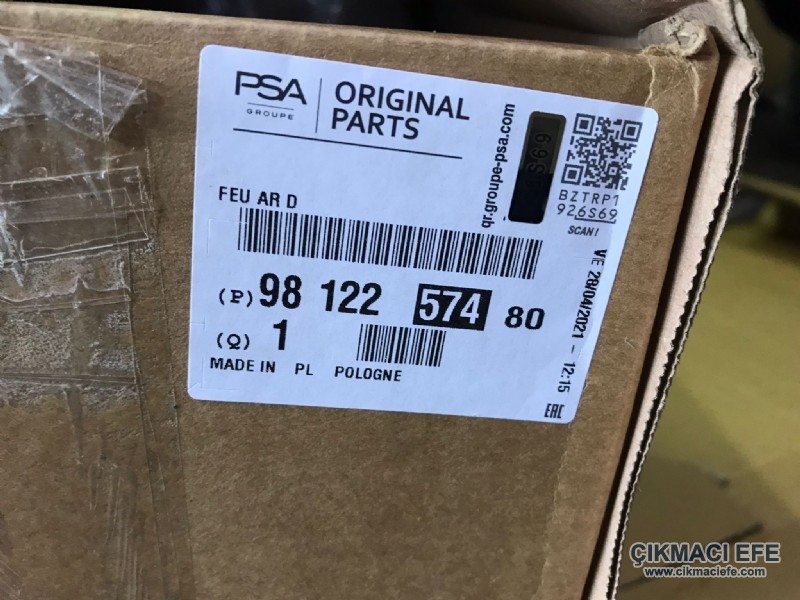 PSA
GROUPE
ORIGINAL
PARTS
qr.groupe-psa.com
S69
BZTRP1
926S69
SCAN!
FEU AR D
(P) 98 122 574 80
(Q) 1
MADE IN PL POLOGNE
VE 28/04/2021 - 12:15
EAC
ÇIKMACI EFE
www.cikmaciefe.com